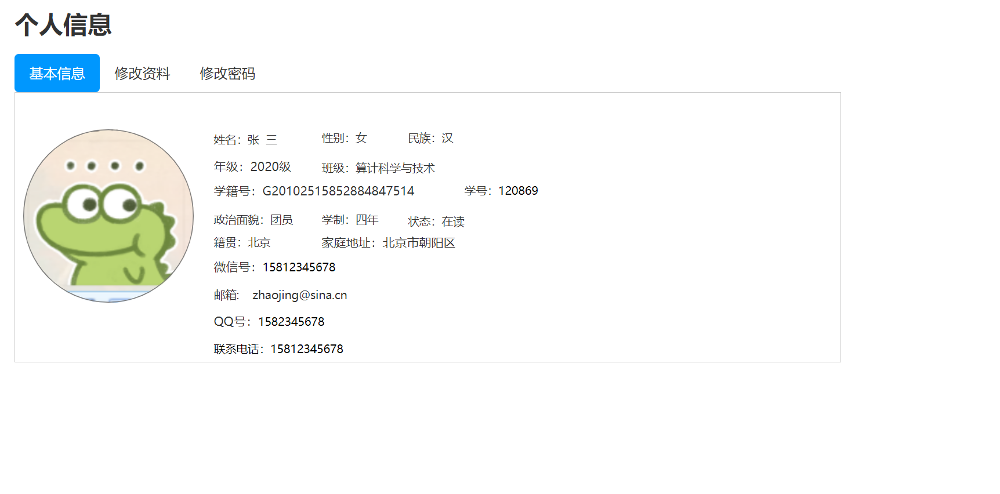 个人信息
基本信息 修改资料 修改密码
姓名：张 三 性别：女 民族：汉
年级：2020级 班级：算计科学与技术
学籍号：G20102515852884847514 学号：120869
政治面貌：团员 学制：四年 状态：在读
籍贯：北京 家庭地址：北京市朝阳区
微信号：15812345678
邮箱: zhaojing@sina.cn
QQ号：1582345678
联系电话：15812345678